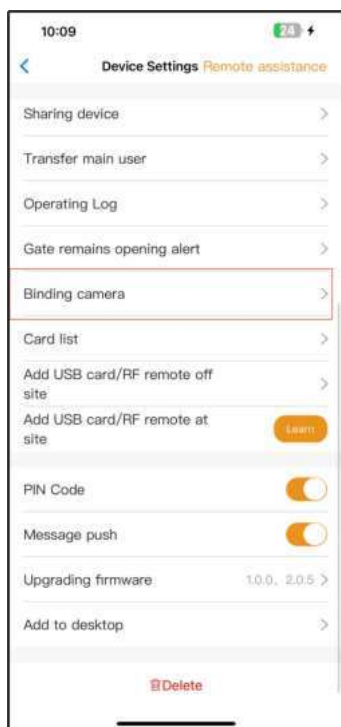 10:09
24
Device Settings Remote assistance
Sharing device
Transfer main user
Operating Log
Gate remains opening alert
Binding camera
Card list
Add USB card/RF remote off
site
Add USB card/RF remote at
site
Learn
PIN Code
Message push
Upgrading firmware 1.0.0、2.0.5
Add to desktop
Delete